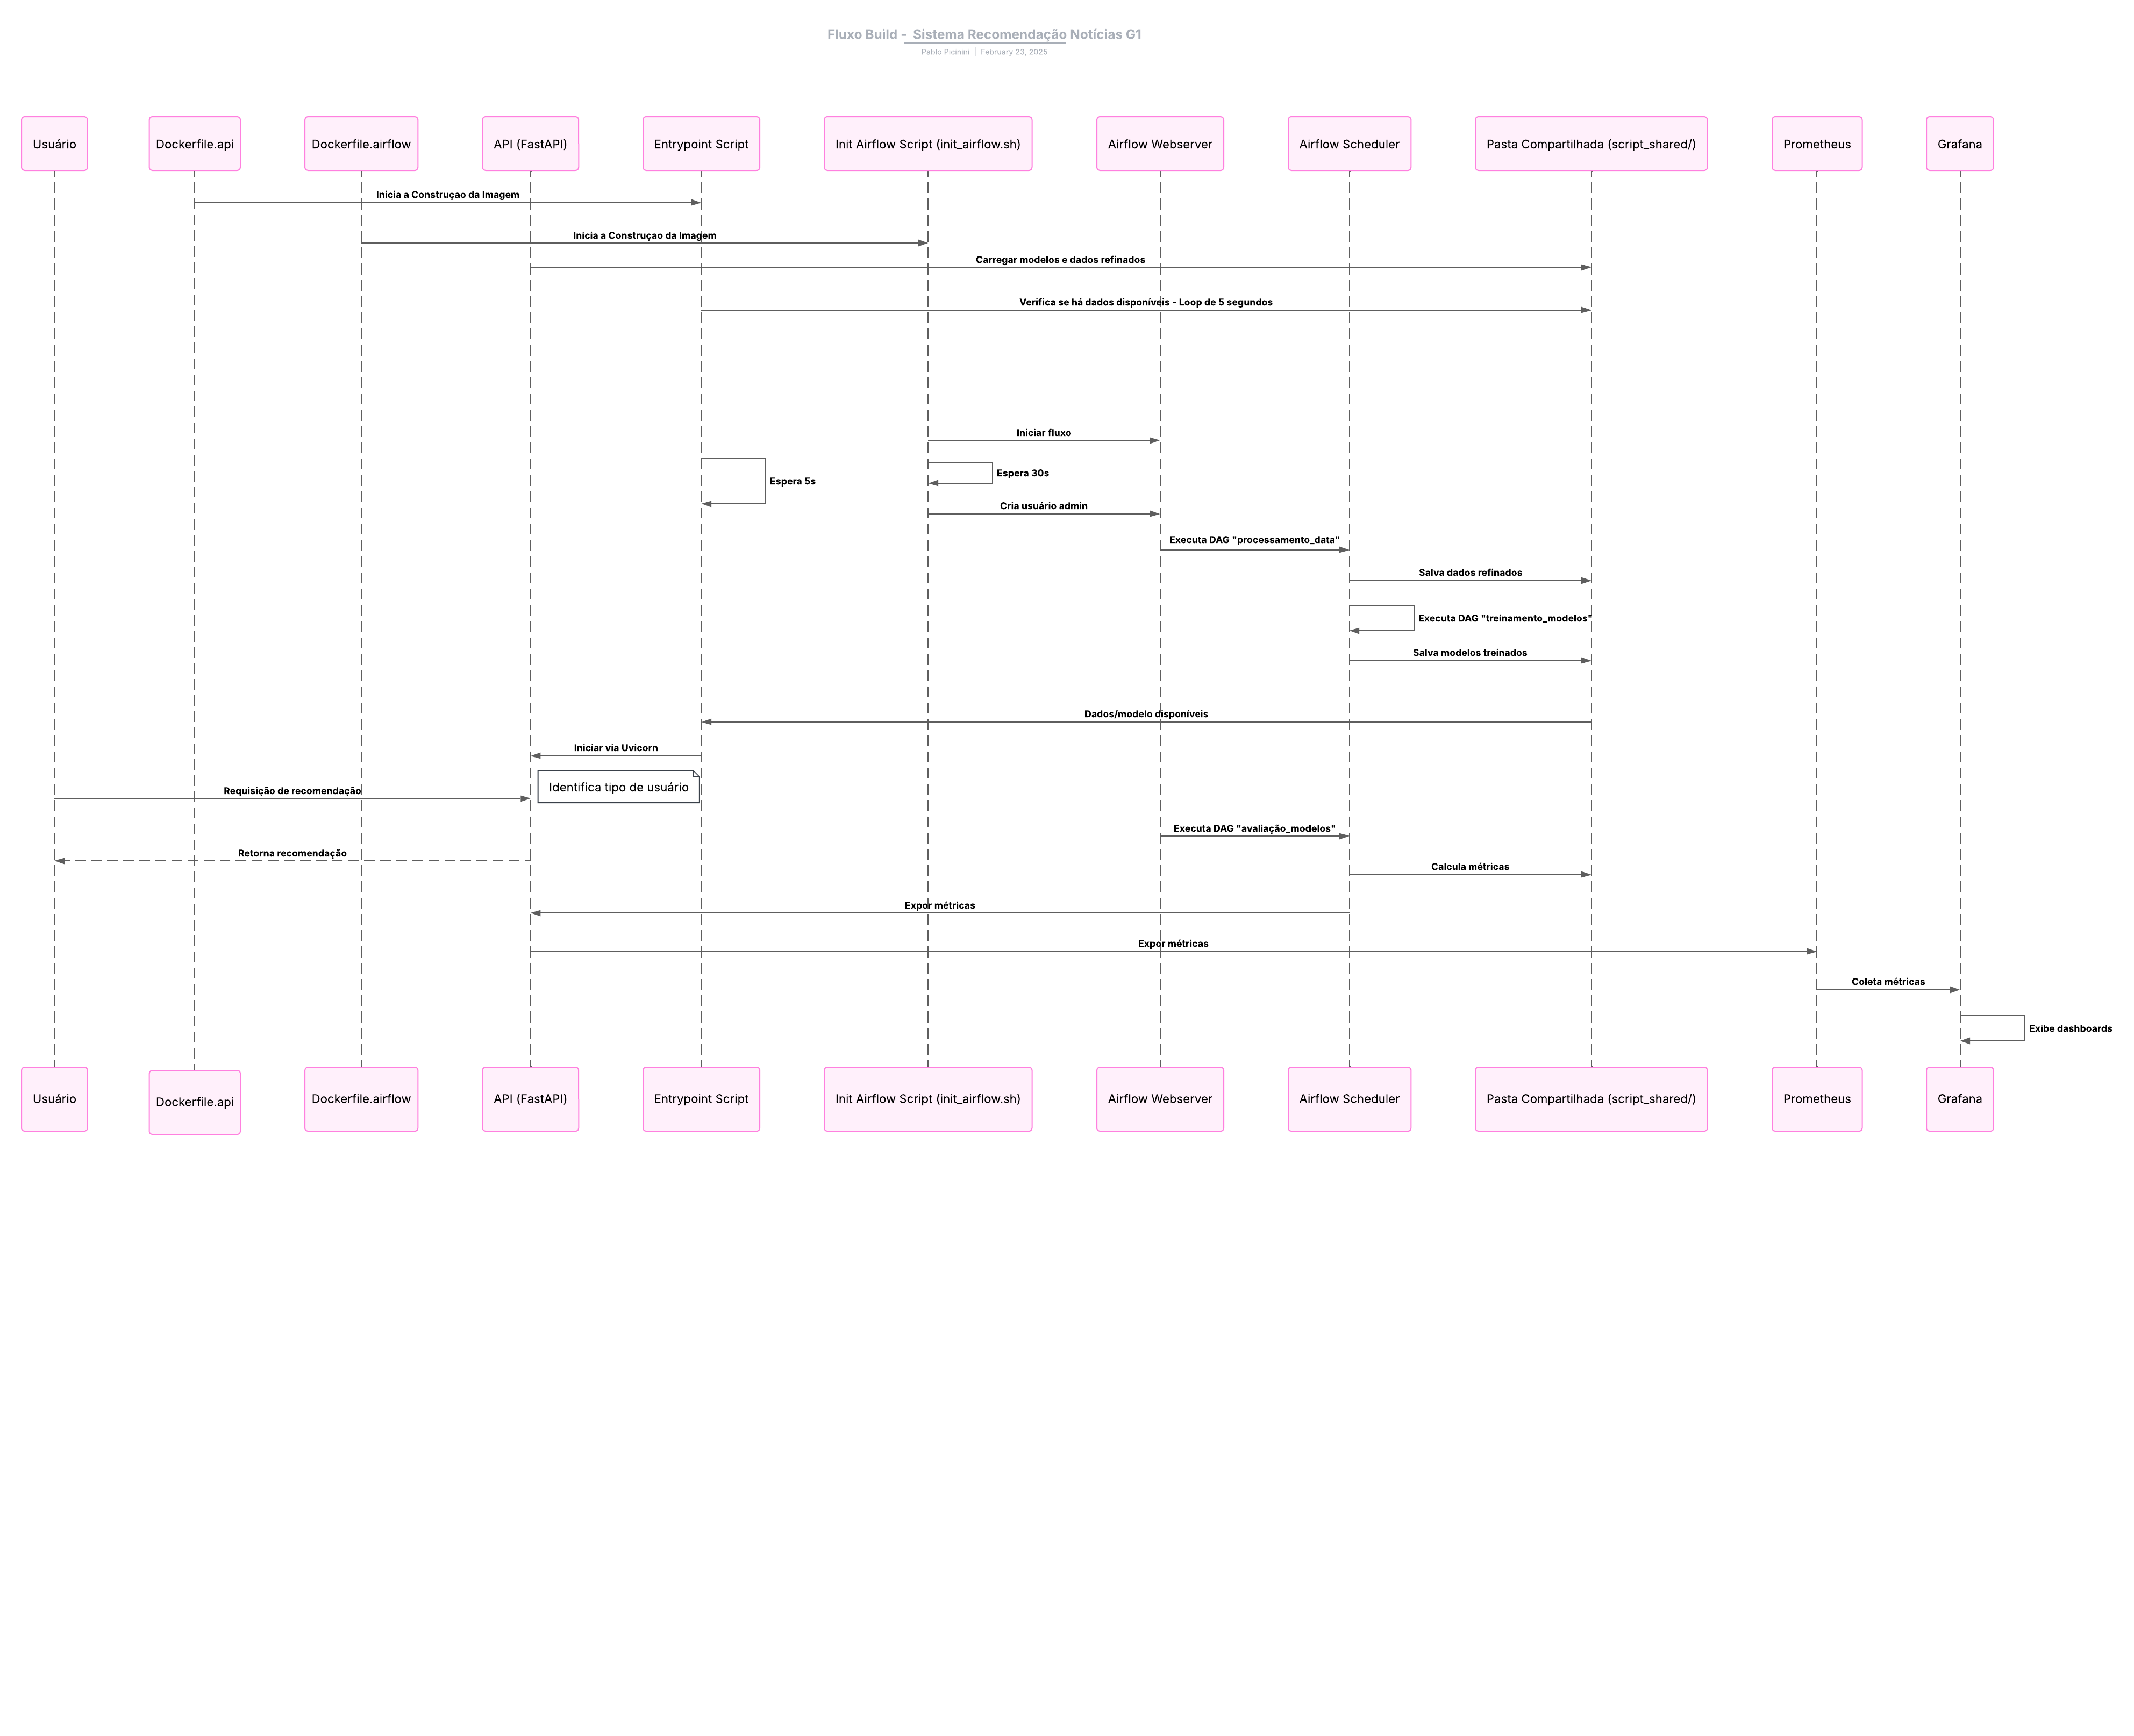 Fluxo Build -  Sistema Recomendação Notícias G1
Pablo Picinini | February 23, 2025
Usuário
Dockerfile.api
Dockerfile.airflow
API (FastAPI)
Entrypoint Script
Init Airflow Script (init_airflow.sh)
Airflow Webserver
Airflow Scheduler
Pasta Compartilhada (script_shared/)
Prometheus
Grafana
Inicia a Construçao da Imagem
Inicia a Construçao da Imagem
Carregar modelos e dados refinados
Verifica se há dados disponíveis - Loop de 5 segundos
Iniciar fluxo
Espera 30s
Espera 5s
Cria usuário admin
Executa DAG "processamento_data"
Salva dados refinados
Executa DAG "treinamento_modelos"
Salva modelos treinados
Dados/modelo disponíveis
Iniciar via Uvicorn
Identifica tipo de usuário
Requisição de recomendação
Executa DAG "avaliação_modelos"
Retorna recomendação
Calcula métricas
Expor métricas
Expor métricas
Coleta métricas
Exibe dashboards
Usuário
Dockerfile.api
Dockerfile.airflow
API (FastAPI)
Entrypoint Script
Init Airflow Script (init_airflow.sh)
Airflow Webserver
Airflow Scheduler
Pasta Compartilhada (script_shared/)
Prometheus
Grafana